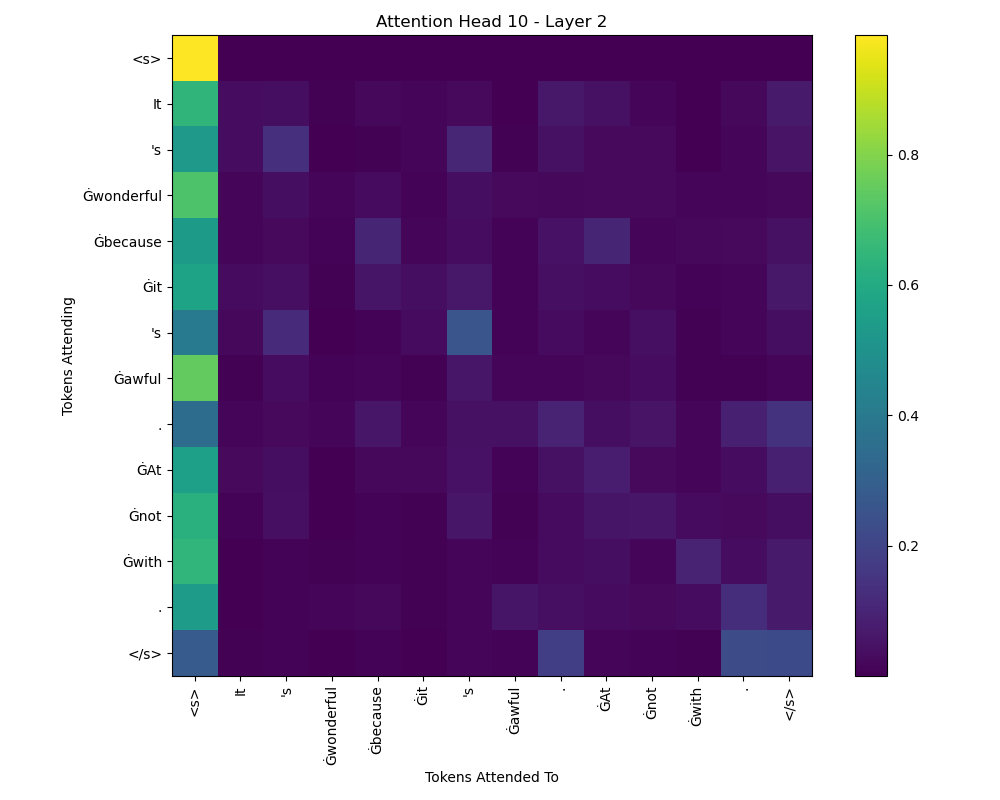 Attention Head 10 - Layer 2
<s>
It
's
Ġwonderful
Ġbecause
Ġit
's
Ġawful
.
ĠAt
Ġnot
Ġwith
.
</s>
Tokens Attending
<s>
It
's
Ġwonderful
Ġbecause
Ġit
's
Ġawful
.
ĠAt
Ġnot
Ġwith
.
</s>
Tokens Attended To
0.8
0.6
0.4
0.2